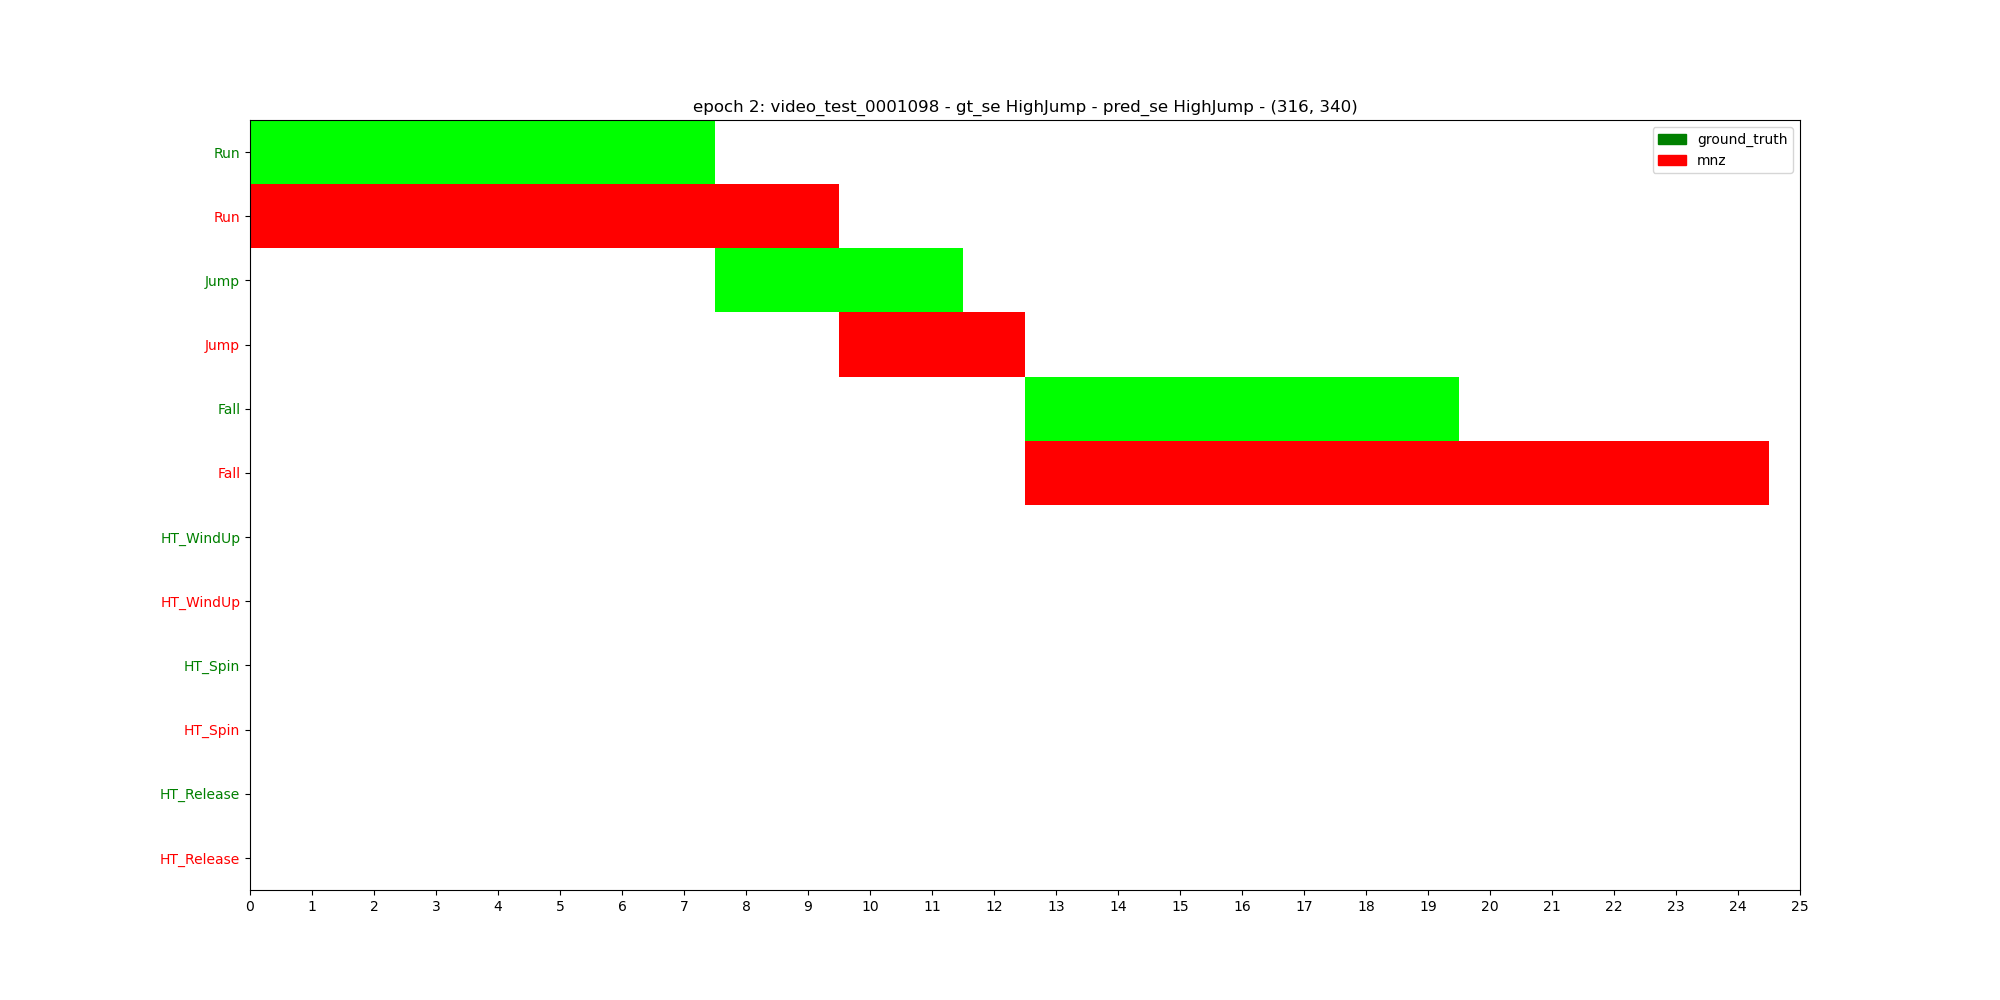 epoch 2: video_test_0001098 - gt_se HighJump - pred_se HighJump - (316, 340)
ground_truth
mnz
Run
Run
Jump
Jump
Fall
Fall
HT_WindUp
HT_WindUp
HT_Spin
HT_Spin
HT_Release
HT_Release
0 1 2 3 4 5 6 7 8 9 10 11 12 13 14 15 16 17 18 19 20 21 22 23 24 25